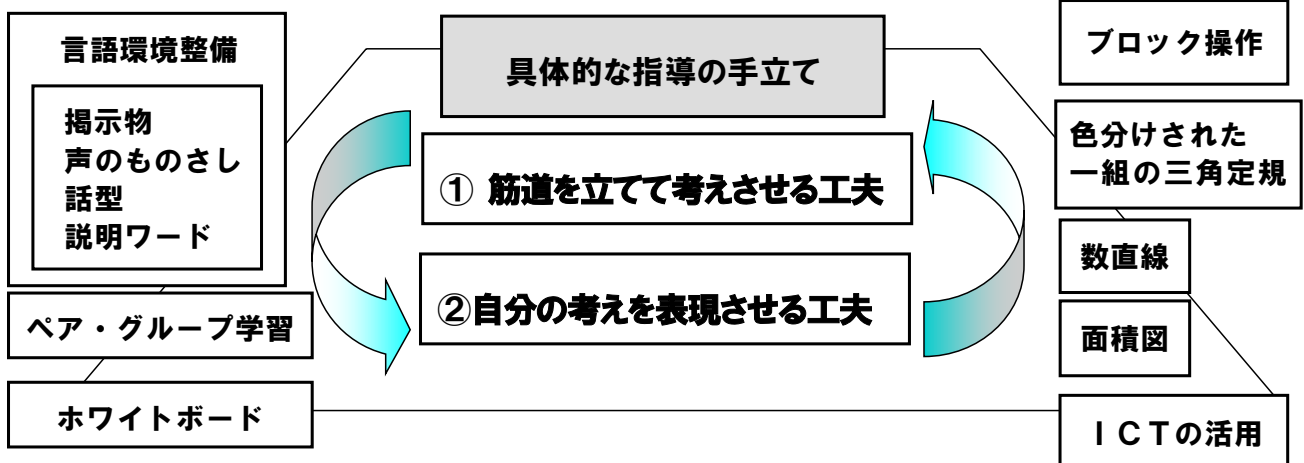 言語環境整備
掲示物
声のものさし
話型
説明ワード
ペア・グループ学習
ホワイトボード
具体的な指導の手立て
① 筋道を立てて考えさせる工夫
②自分の考えを表現させる工夫
ブロック操作
色分けされた
一組の三角定規
数直線
面積図
ＩＣＴの活用